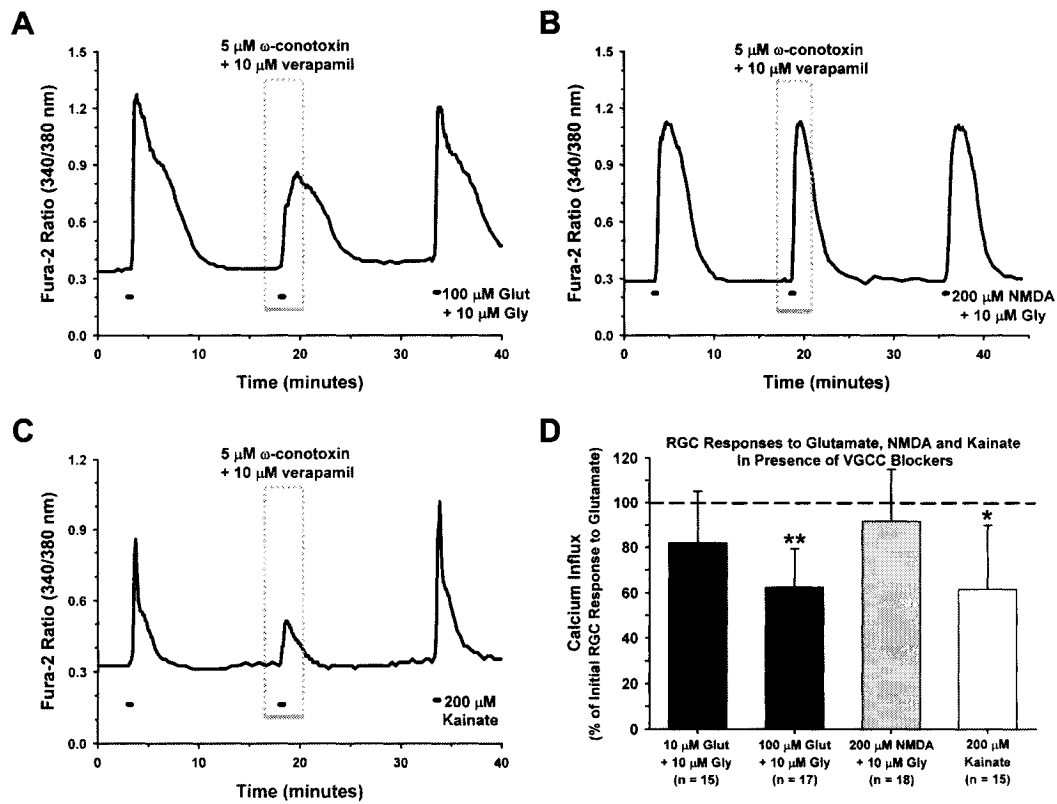 A
5 μM ω-conotoxin
+ 10 μM verapamil
1.5
1.2
0.9
0.6
0.3
0.0
Fura-2 Ratio (340/380 nm)
100 μM Glut
+ 10 μM Gly
0
10
20
30
40
Time (minutes)
B
5 μM ω-conotoxin
+ 10 μM verapamil
1.5
1.2
0.9
0.6
0.3
0.0
Fura-2 Ratio (340/380 nm)
200 μM NMDA
+ 10 μM Gly
0
10
20
30
40
Time (minutes)
C
5 μM ω-conotoxin
+ 10 μM verapamil
1.2
0.9
0.6
0.3
0.0
Fura-2 Ratio (340/380 nm)
200 μM
Kainate
0
10
20
30
40
Time (minutes)
D
RGC Responses to Glutamate, NMDA and Kainate
In Presence of VGCC Blockers
120
100
80
60
40
20
0
Calcium Influx
(% of Initial RGC Response to Glutamate)
**
*
10 μM Glut
+ 10 μM Gly
(n = 15)
100 μM Glut
+ 10 μM Gly
(n = 17)
200 μM NMDA
+ 10 μM Gly
(n = 18)
200 μM
Kainate
(n = 15)